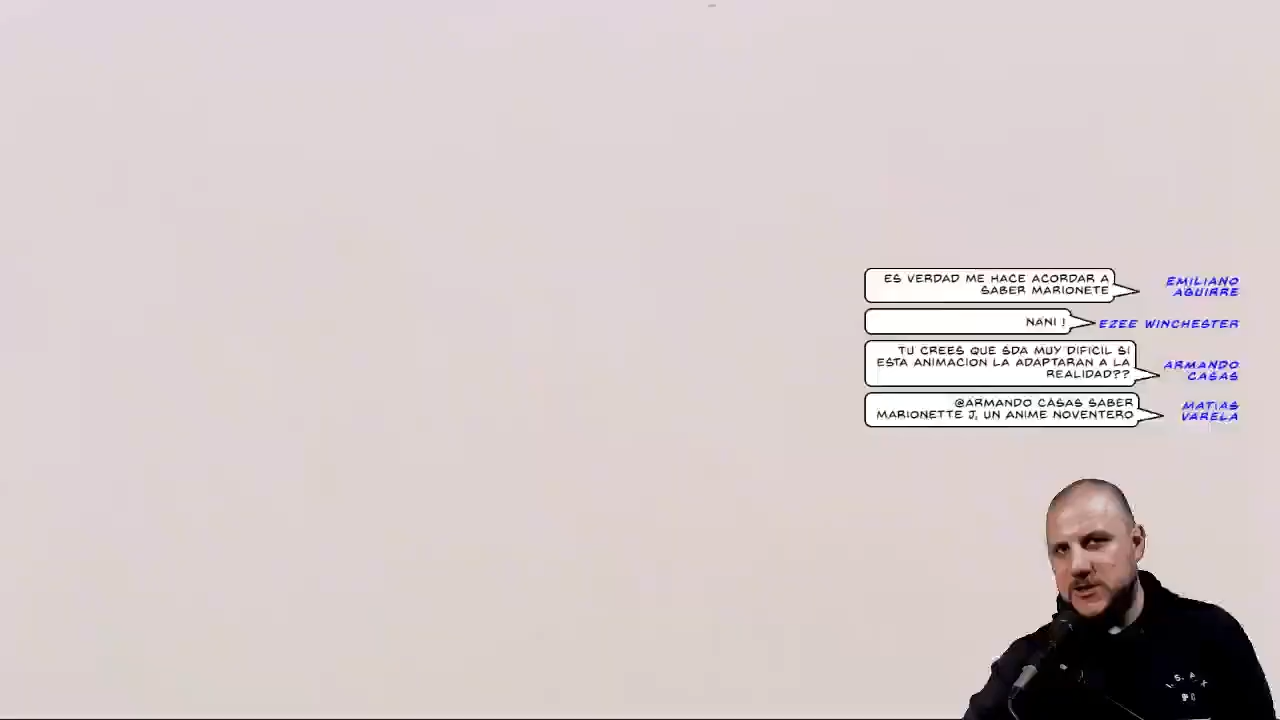 ES VERDAD ME HACE ACORDAR A
SABER MARIONETE
EMILIANO
AGUIRRE
NANI !
EZEE WINCHESTER
TU CREES QUE SDA MUY DIFICIL SI
ESTA ANIMACION LA ADAPTARAN A LA
REALIDAD??
ARMANDO
CASAS
@ARMANDO CASAS SABER
MARIONETTE J, UN ANIME NOVENTERO
MATIAS
VARELA